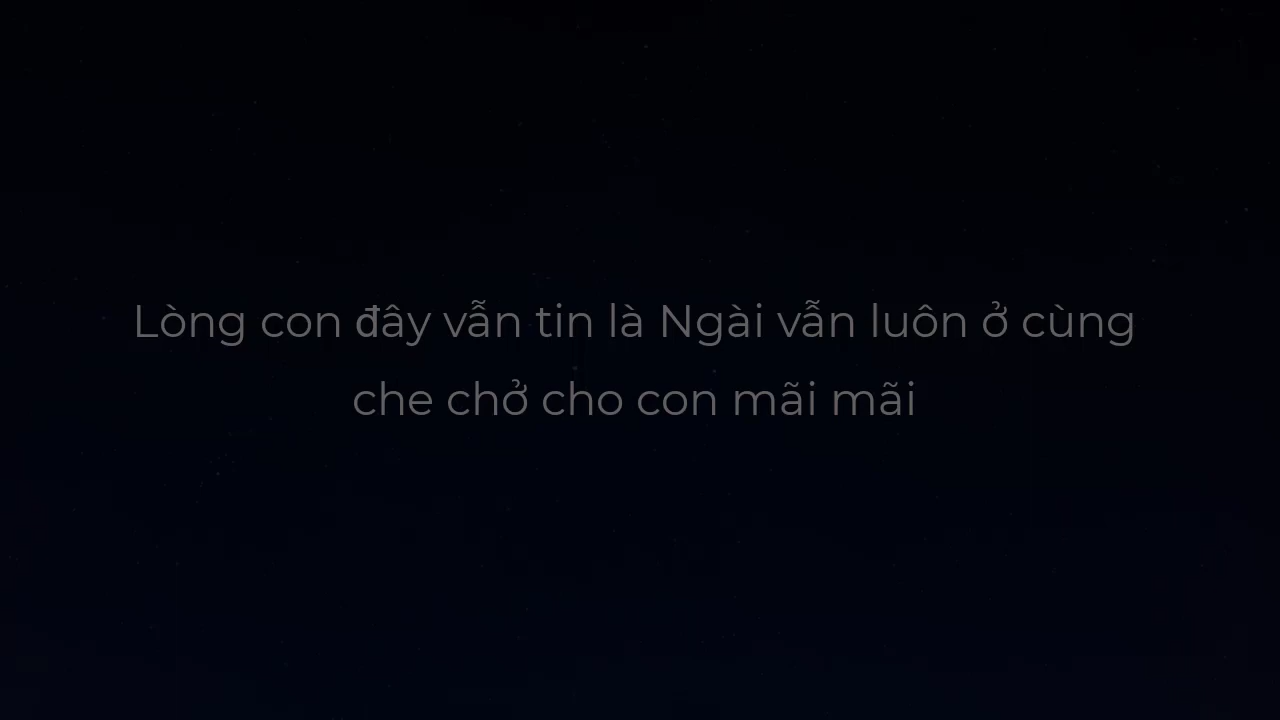 Lòng con đây vẫn tin là Ngài vẫn luôn ở cùng
che chở cho con mãi mãi